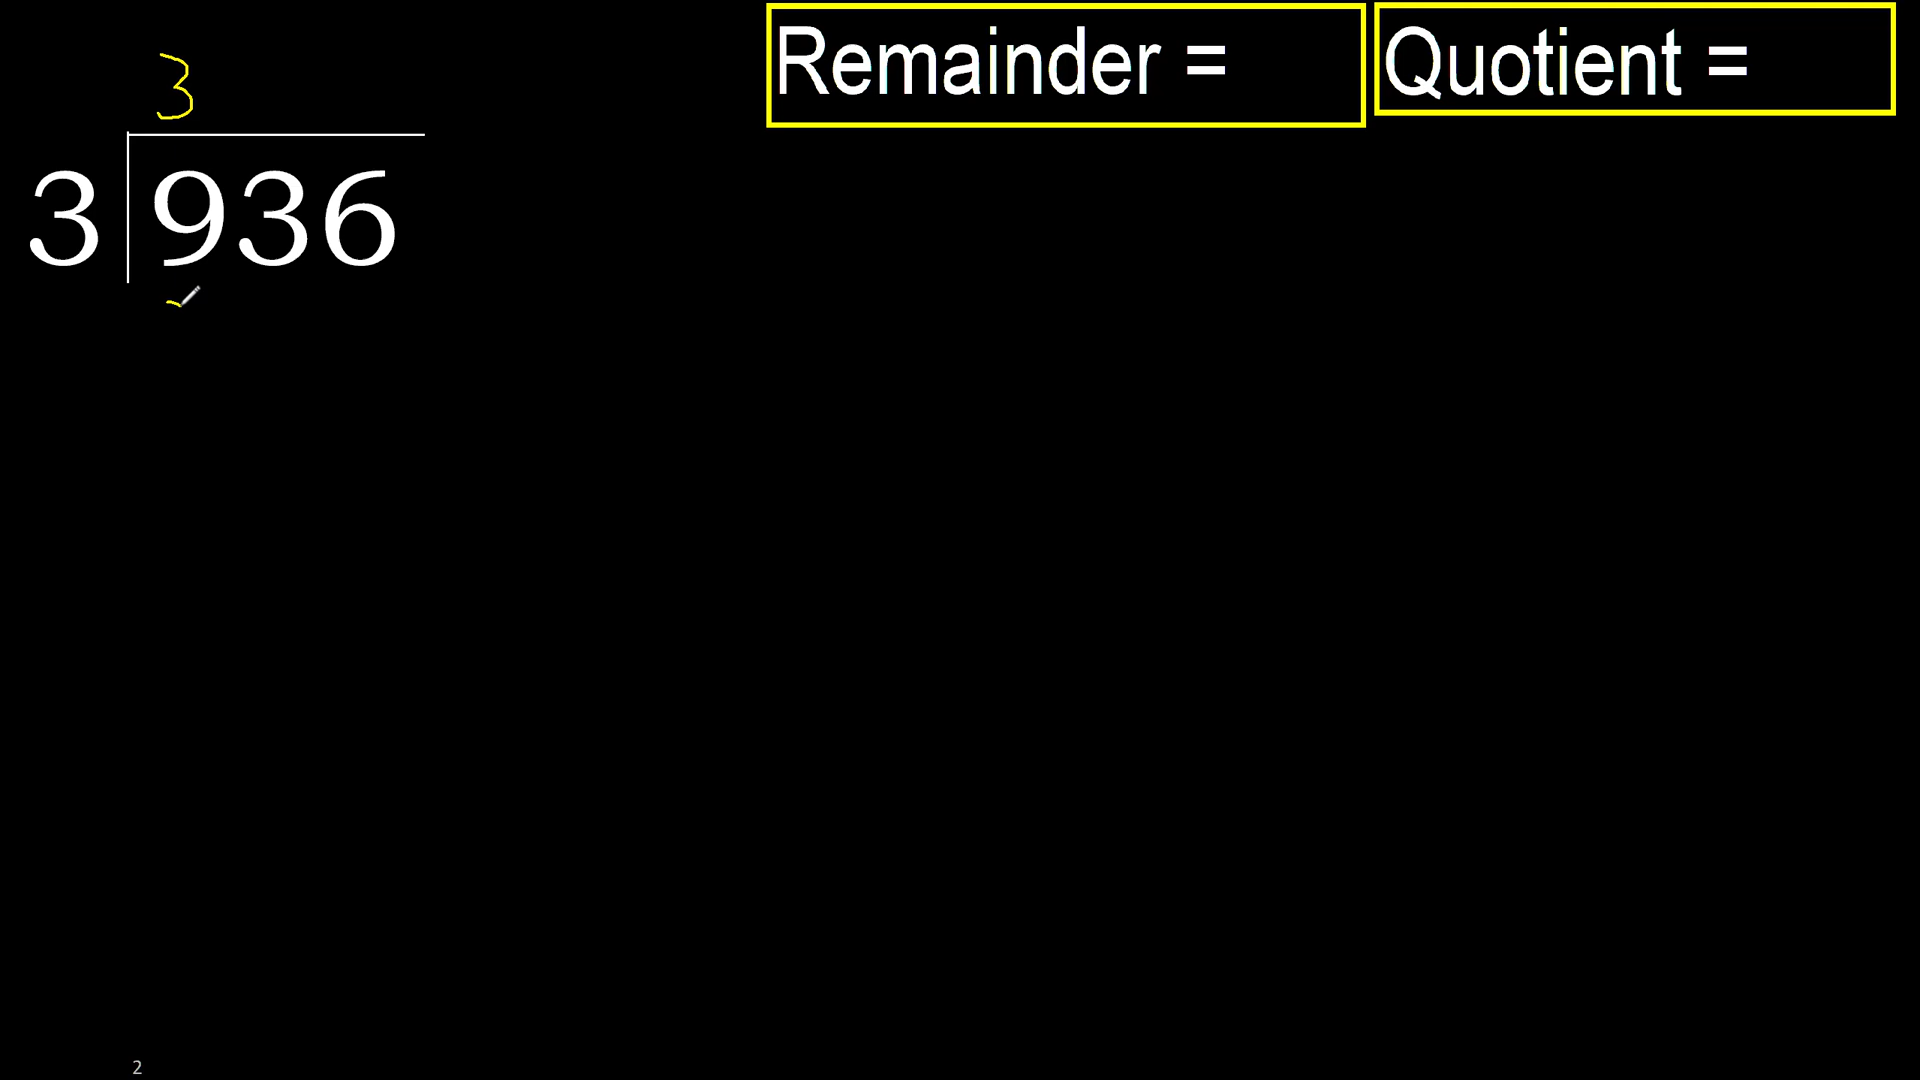 Remainder =
Quotient =
3
3 936
2